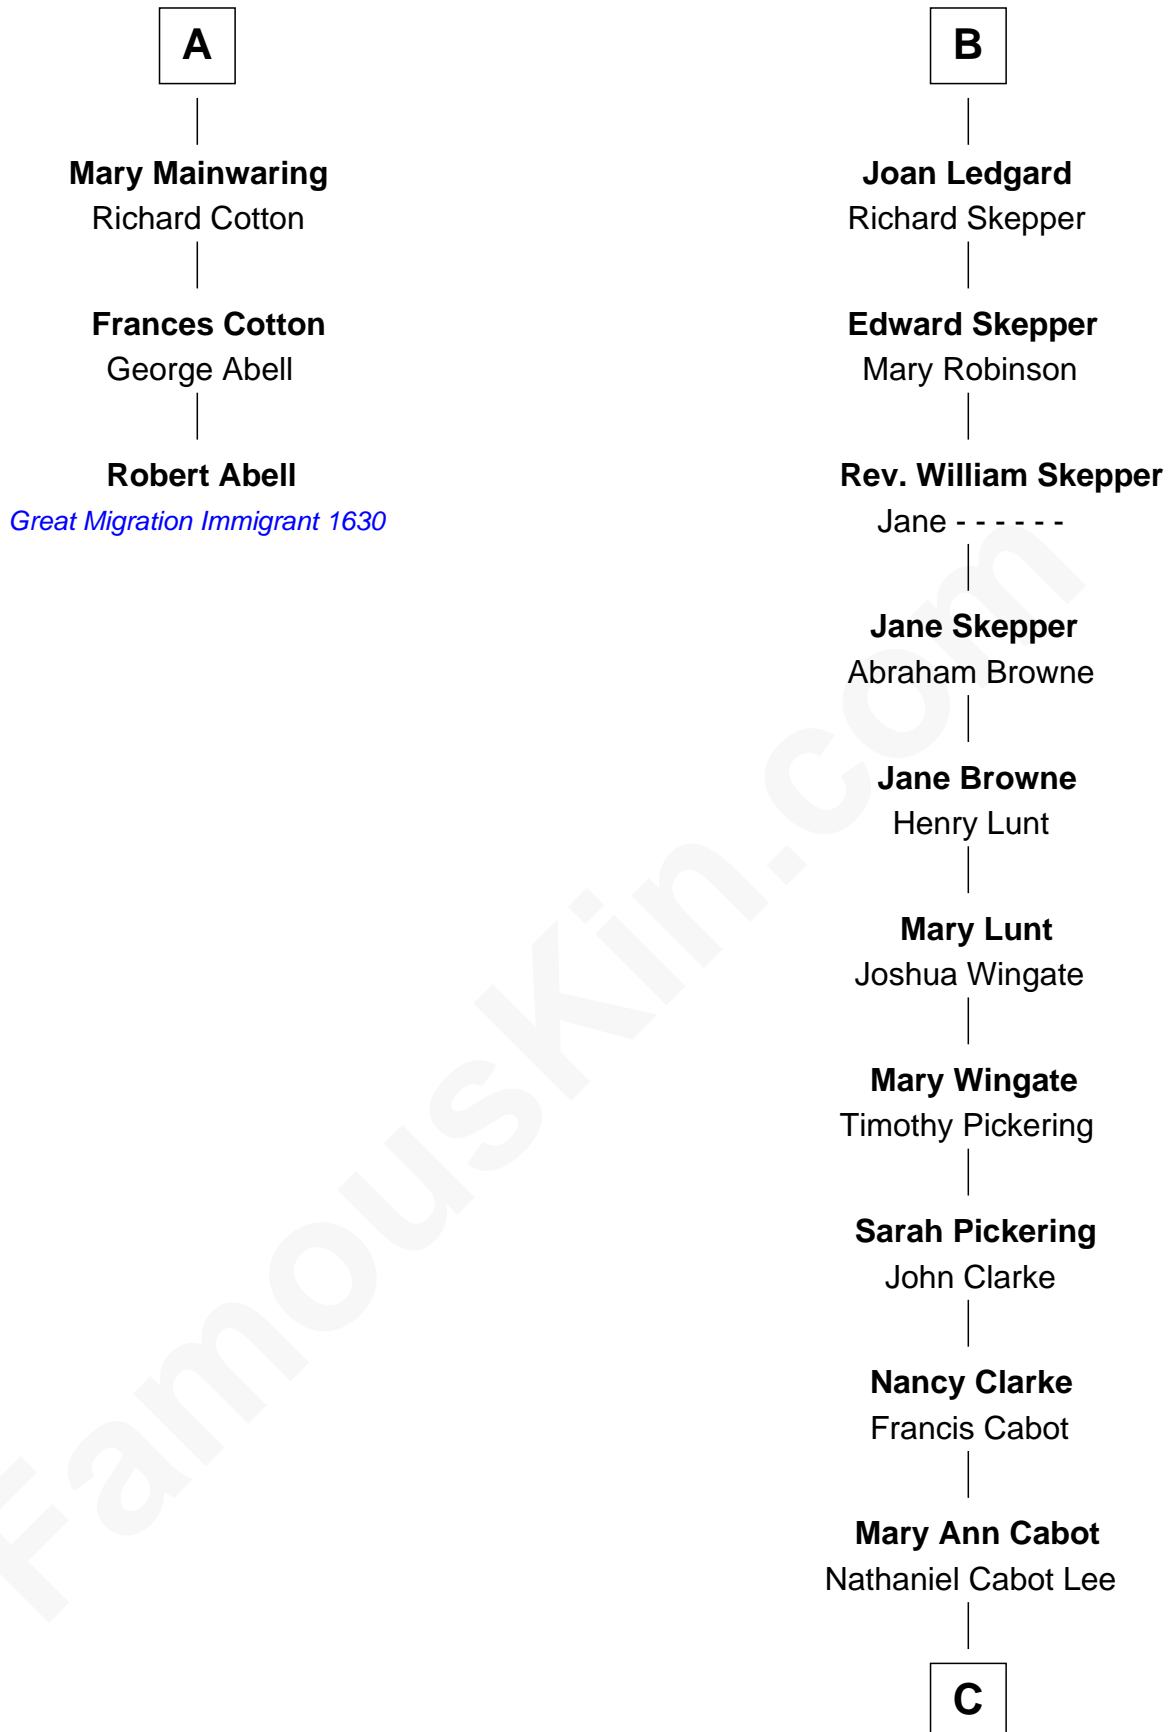 A
Mary Mainwaring
Richard Cotton
Frances Cotton
George Abell
Robert Abell
Great Migration Immigrant 1630
B
Joan Ledgard
Richard Skepper
Edward Skepper
Mary Robinson
Rev. William Skepper
Jane - - - - - -
Jane Skepper
Abraham Browne
Jane Browne
Henry Lunt
Mary Lunt
Joshua Wingate
Mary Wingate
Timothy Pickering
Sarah Pickering
John Clarke
Nancy Clarke
Francis Cabot
Mary Ann Cabot
Nathaniel Cabot Lee
C
FamousKin.com